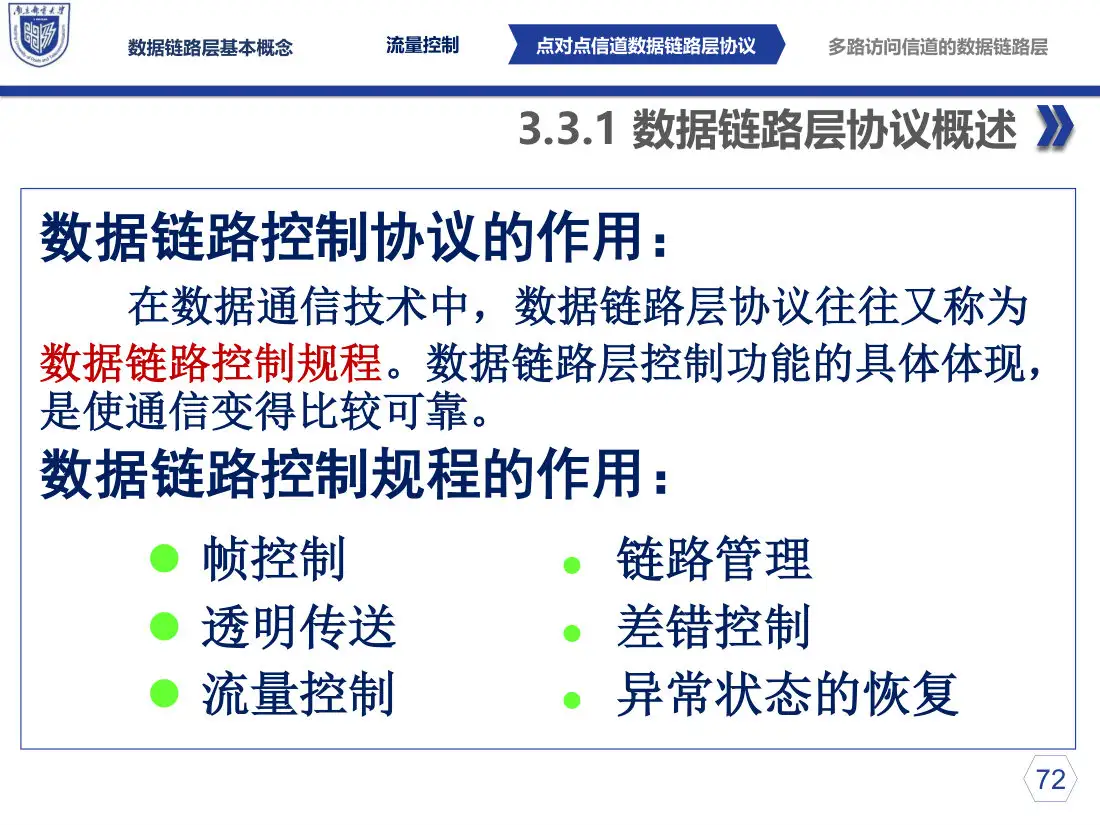 南京邮电大学
数据链路层基本概念
流量控制
点对点信道数据链路层协议
多路访问信道的数据链路层
3.3.1 数据链路层协议概述
数据链路控制协议的作用：
在数据通信技术中，数据链路层协议往往又称为
数据链路控制规程。数据链路层控制功能的具体体现，
是使通信变得比较可靠。
数据链路控制规程的作用：
帧控制
链路管理
透明传送
差错控制
流量控制
异常状态的恢复
72